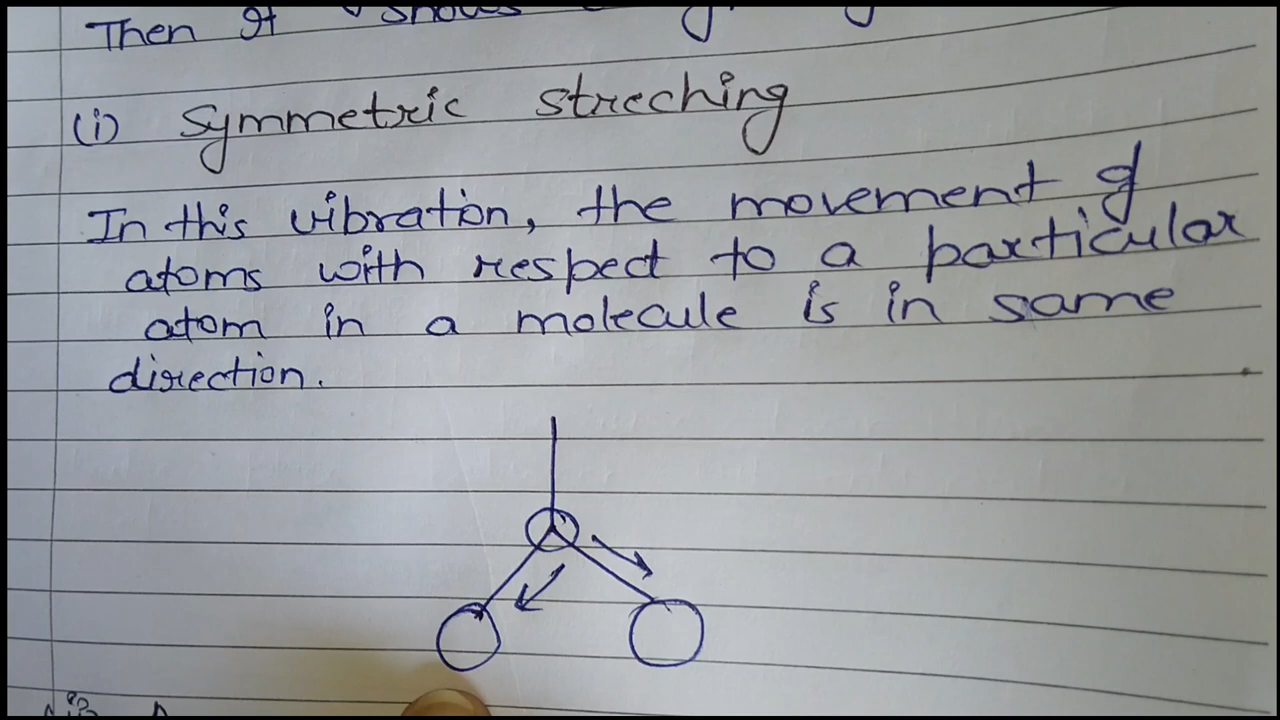 Then It shows
(i) Symmetric streching
In this vibration, the movement of
atoms with respect to a particular
atom in a molecule is in same
direction.